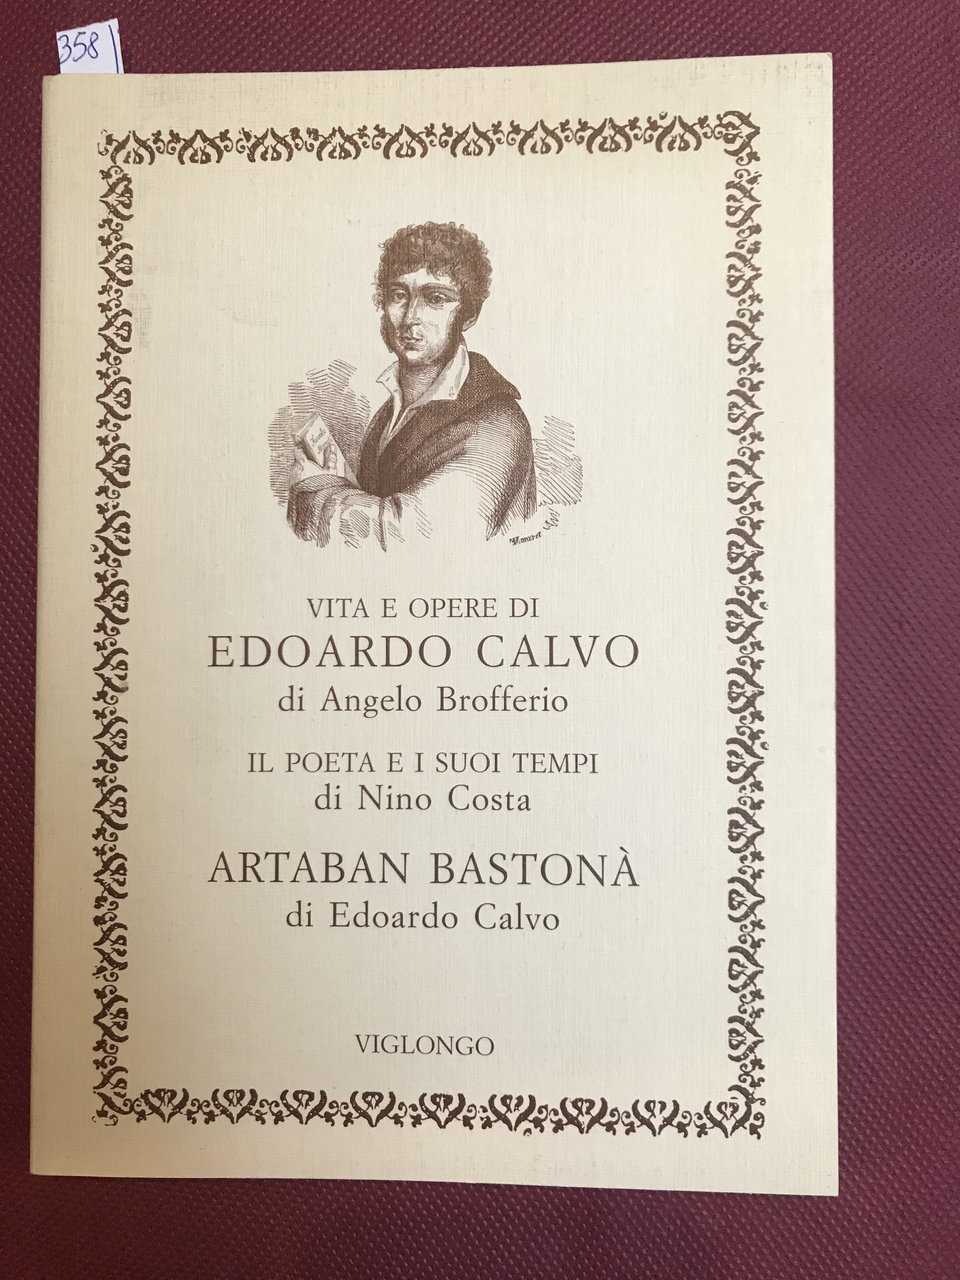 358
VITA E OPERE DI
EDOARDO CALVO
di Angelo Brofferio
IL POETA E I SUOI TEMPI
di Nino Costa
ARTABAN BASTONÀ
di Edoardo Calvo
VIGLONGO